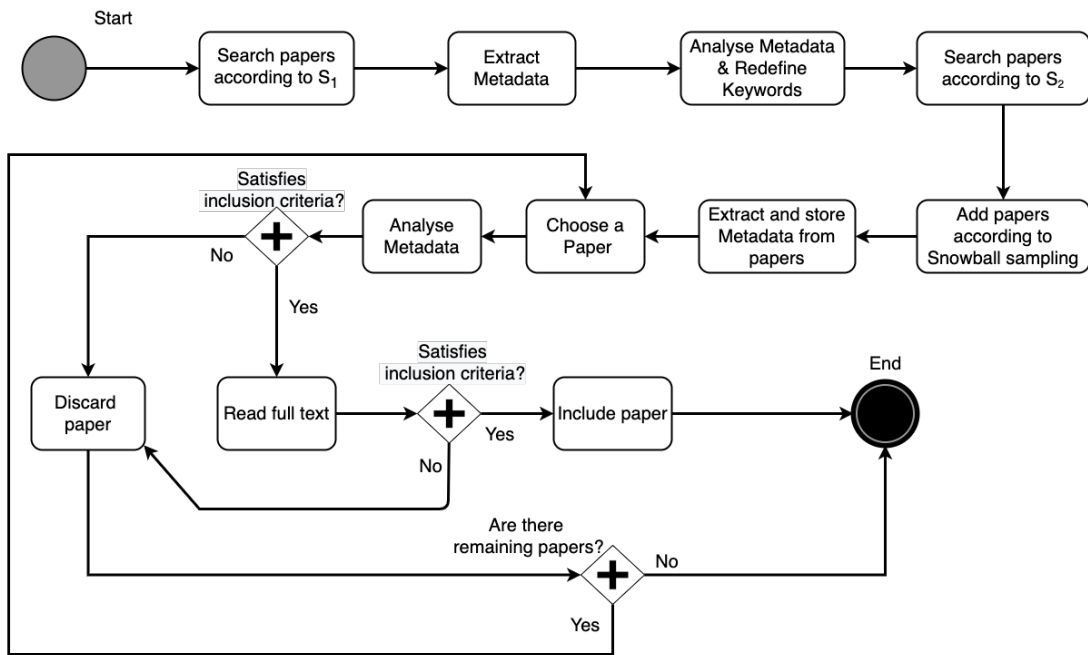 Start
Search papers
according to S₁
Extract
Metadata
Analyse Metadata
& Redefine
Keywords
Search papers
according to S₂
Satisfies
inclusion criteria?
No
Yes
Analyse
Metadata
Choose a
Paper
Extract and store
Metadata from
papers
Add papers
according to
Snowball sampling
Discard
paper
Read full text
Satisfies
inclusion criteria?
Yes
No
Include paper
End
Are there
remaining papers?
No
Yes